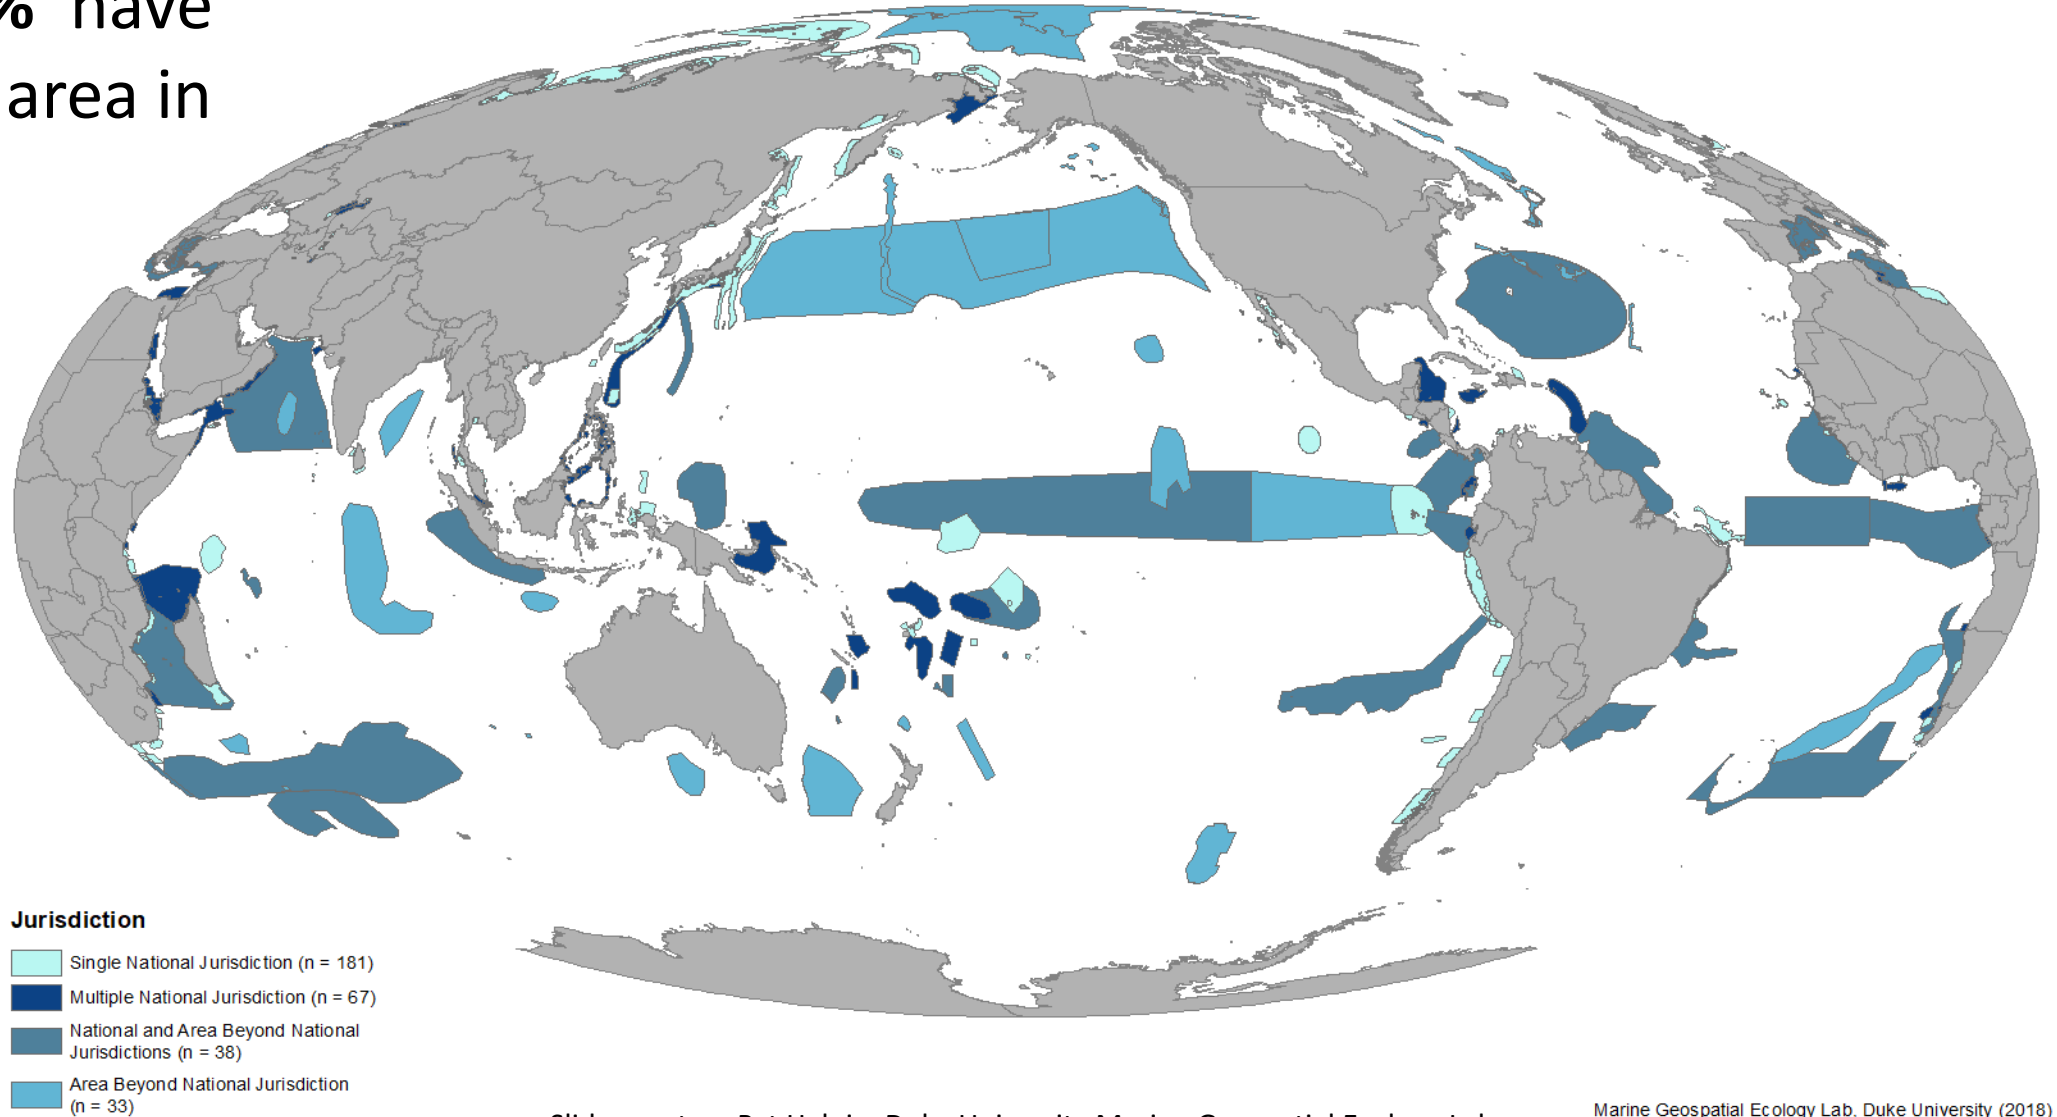 % have
area in
Jurisdiction
Single National Jurisdiction (n = 181)
Multiple National Jurisdiction (n = 67)
National and Area Beyond National
Jurisdictions (n = 38)
Area Beyond National Jurisdiction
(n = 33)
Marine Geospatial Ecology Lab, Duke University (2018)